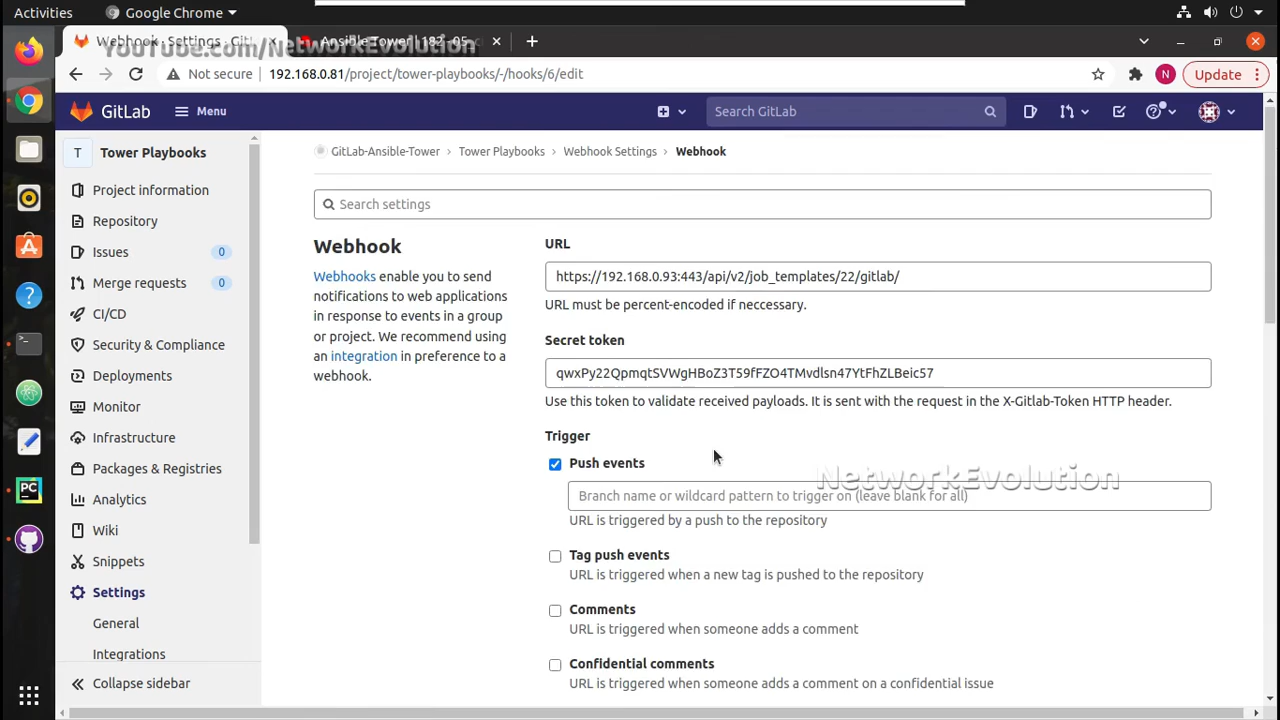 Activities
Google Chrome
Webhook · Settings · Git
Ansible Tower
YouTube.com/NetworkEvolution
Not secure
192.168.0.81/project/tower-playbooks/-/hooks/6/edit
N
Update
GitLab
Menu
Search GitLab
T
Tower Playbooks
Project information
Repository
Issues
0
Merge requests
0
CI/CD
Security & Compliance
Deployments
Monitor
Infrastructure
Packages & Registries
Analytics
Wiki
Snippets
Settings
General
Integrations
Collapse sidebar
GitLab-Ansible-Tower > Tower Playbooks > Webhook Settings > Webhook
Search settings
Webhook
Webhooks enable you to send
notifications to web applications
in response to events in a group
or project. We recommend using
an integration in preference to a
webhook.
URL
https://192.168.0.93:443/api/v2/job_templates/22/gitlab/
URL must be percent-encoded if neccessary.
Secret token
qwxPy22QpmqtSVWgHBoZ3T59fFZO4TMvdlsn47YtFhZLBeic57
Use this token to validate received payloads. It is sent with the request in the X-Gitlab-Token HTTP header.
Trigger
Push events
NetworkEvolution
Branch name or wildcard pattern to trigger on (leave blank for all)
URL is triggered by a push to the repository
Tag push events
URL is triggered when a new tag is pushed to the repository
Comments
URL is triggered when someone adds a comment
Confidential comments
URL is triggered when someone adds a comment on a confidential issue